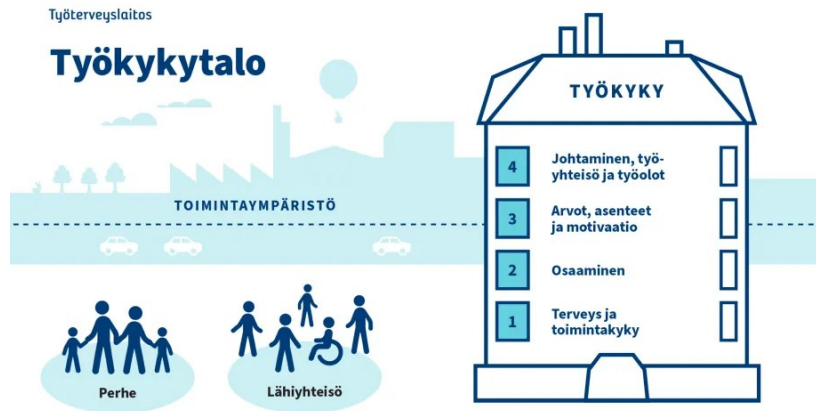 Työterveyslaitos
Työkykytalo
TYÖKYKY
4
Johtaminen, työ-
yhteisö ja työolot
3
Arvot, asenteet
ja motivaatio
2
Osaaminen
1
Terveys ja
toimintakyky
TOIMINTAYMPÄRISTÖ
Perhe
Lähiyhteisö